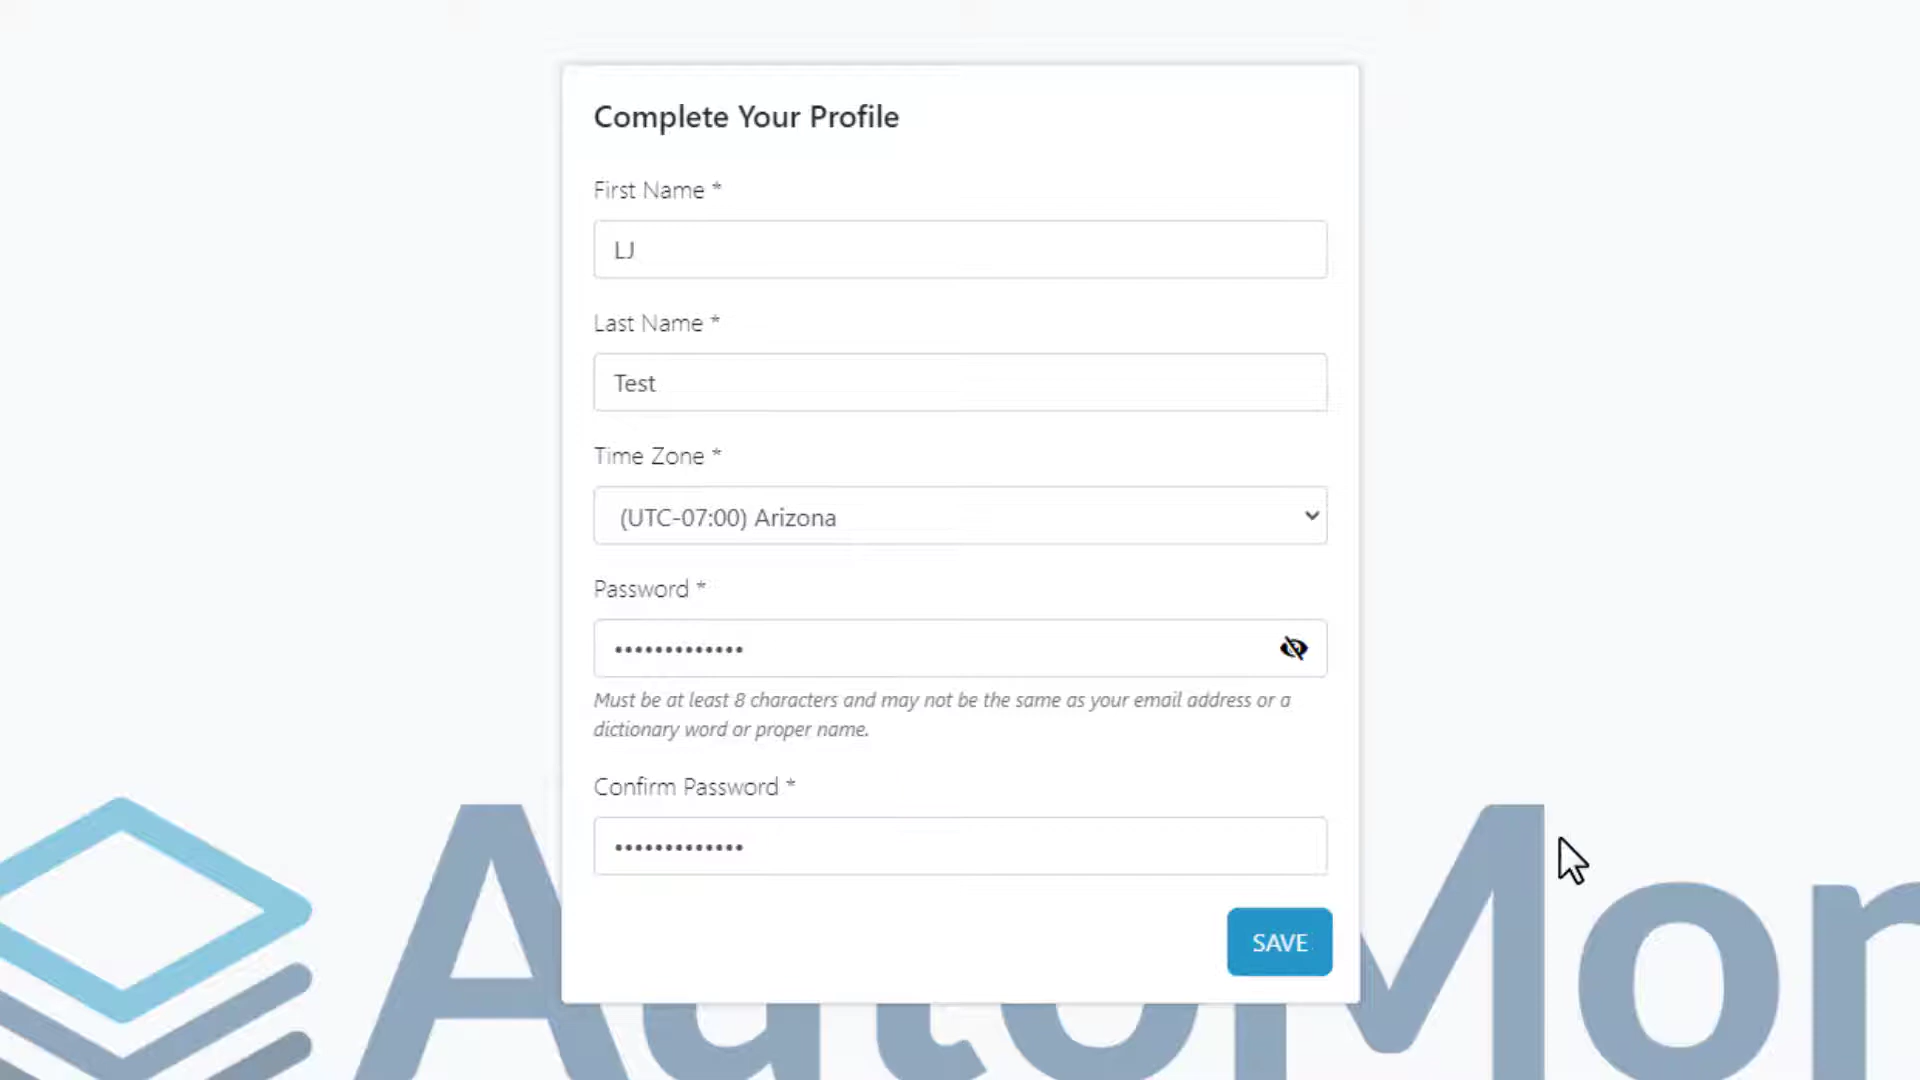 Complete Your Profile
First Name *
LJ
Last Name *
Test
Time Zone *
(UTC-07:00) Arizona
Password *
•••••••••••••
Must be at least 8 characters and may not be the same as your email address or a
dictionary word or proper name.
Confirm Password *
•••••••••••••
SAVE
AutoMon